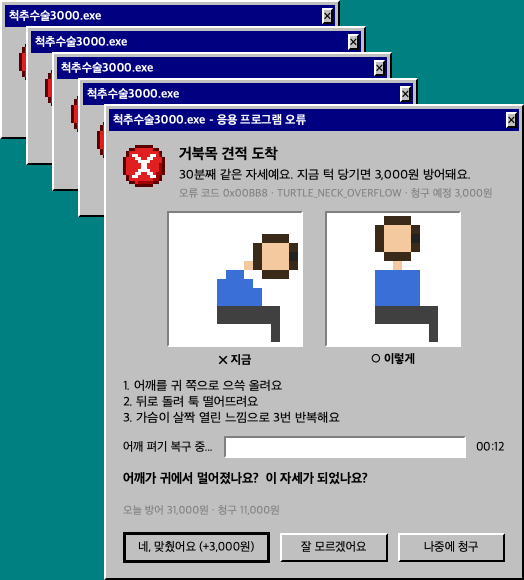 척추수술3000.exe
척추수술3000.exe
척추수술3000.exe
척추수술3000.exe
척추수술3000.exe - 응용 프로그램 오류
거북목 견적 도착
30분째 같은 자세예요. 지금 턱 당기면 3,000원 방어돼요.
오류 코드 0x00BB8 · TURTLE_NECK_OVERFLOW · 청구 예정 3,000원
✕ 지금
○ 이렇게
1. 어깨를 귀 쪽으로 으쓱 올려요
2. 뒤로 돌려 툭 떨어뜨려요
3. 가슴이 살짝 열린 느낌으로 3번 반복해요
어깨 펴기 복구 중...
00:12
어깨가 귀에서 멀어졌나요? 이 자세가 되었나요?
오늘 방어 31,000원 · 청구 11,000원
네, 맞췄어요 (+3,000원)
잘 모르겠어요
나중에 청구